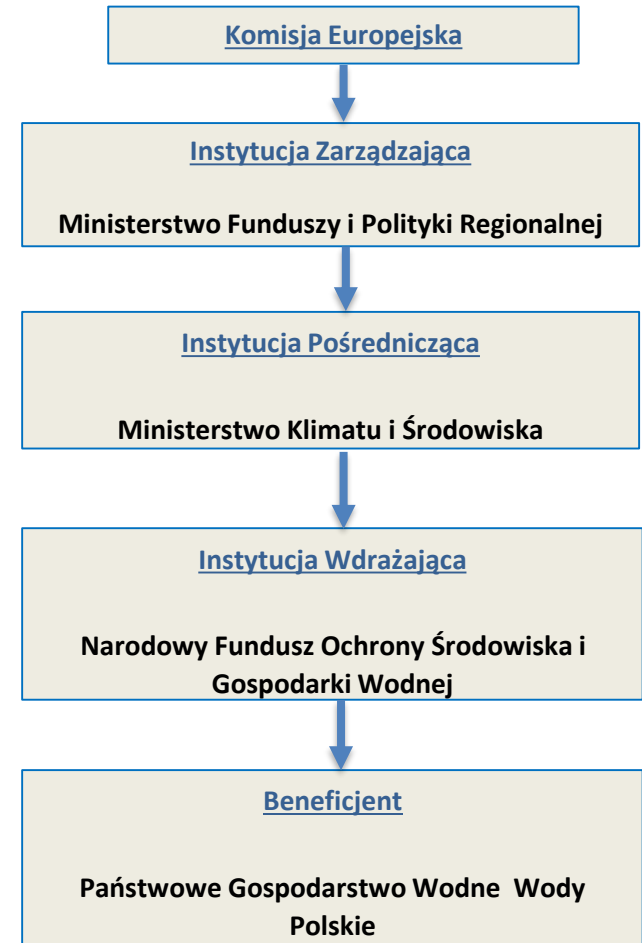 Komisja Europejska
Instytucja Zarządzająca
Ministerstwo Funduszy i Polityki Regionalnej
Instytucja Pośrednicząca
Ministerstwo Klimatu i Środowiska
Instytucja Wdrażająca
Narodowy Fundusz Ochrony Środowiska i
Gospodarki Wodnej
Beneficjent
Państwowe Gospodarstwo Wodne  Wody
Polskie